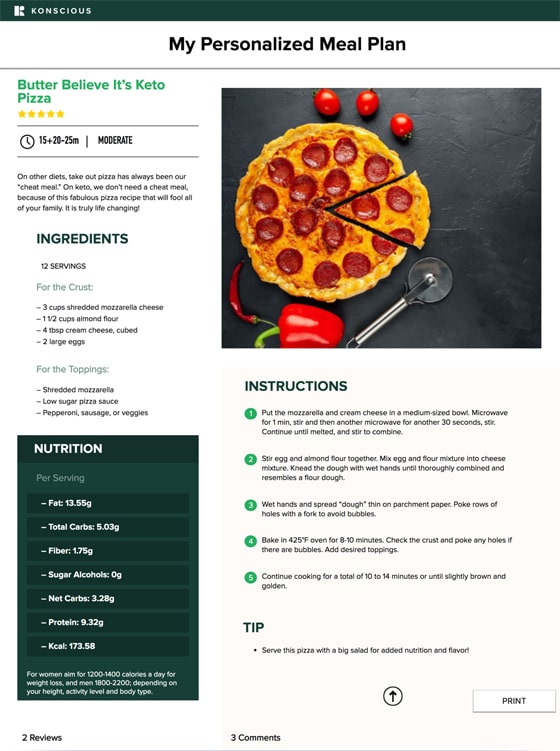 KONSCIOUS
My Personalized Meal Plan
Butter Believe It's Keto
Pizza
15+20-25m | MODERATE
On other diets, take out pizza has always been our
"cheat meal." On keto, we don't need a cheat meal,
because of this fabulous pizza recipe that will fool all
of your family. It is truly life changing!
INGREDIENTS
12 SERVINGS
For the Crust:
– 3 cups shredded mozzarella cheese
– 1 1/2 cups almond flour
– 4 tbsp cream cheese, cubed
– 2 large eggs
For the Toppings:
– Shredded mozzarella
– Low sugar pizza sauce
– Pepperoni, sausage, or veggies
NUTRITION
Per Serving
– Fat: 13.55g
– Total Carbs: 5.03g
– Fiber: 1.75g
– Sugar Alcohols: 0g
– Net Carbs: 3.28g
– Protein: 9.32g
– Kcal: 173.58
For women aim for 1200-1400 calories a day for
weight loss, and men 1800-2200; depending on
your height, activity level and body type.
INSTRUCTIONS
1 Put the mozzarella and cream cheese in a medium-sized bowl. Microwave
for 1 min, stir and then another microwave for another 30 seconds, stir.
Continue until melted, and stir to combine.
2 Stir egg and almond flour together. Mix egg and flour mixture into cheese
mixture. Knead the dough with wet hands until thoroughly combined and
resembles a flour dough.
3 Wet hands and spread "dough" thin on parchment paper. Poke rows of
holes with a fork to avoid bubbles.
4 Bake in 425°F oven for 8-10 minutes. Check the crust and poke any holes if
there are bubbles. Add desired toppings.
5 Continue cooking for a total of 10 to 14 minutes or until slightly brown and
golden.
TIP
• Serve this pizza with a big salad for added nutrition and flavor!
PRINT
2 Reviews
3 Comments